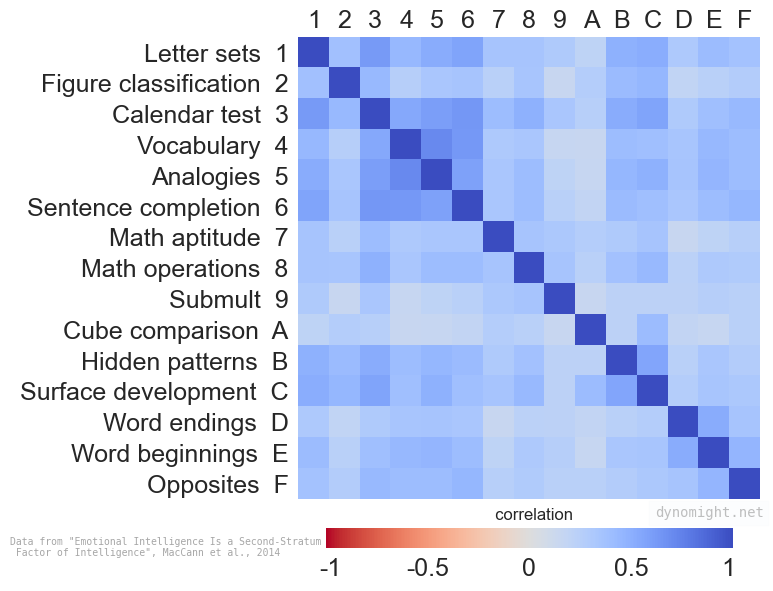 1 2 3 4 5 6 7 8 9 A B C D E F
Letter sets 1
Figure classification 2
Calendar test 3
Vocabulary 4
Analogies 5
Sentence completion 6
Math aptitude 7
Math operations 8
Submult 9
Cube comparison A
Hidden patterns B
Surface development C
Word endings D
Word beginnings E
Opposites F
correlation
dynomight.net
Data from "Emotional Intelligence Is a Second-Stratum
Factor of Intelligence", MacCann et al., 2014
-1 -0.5 0 0.5 1